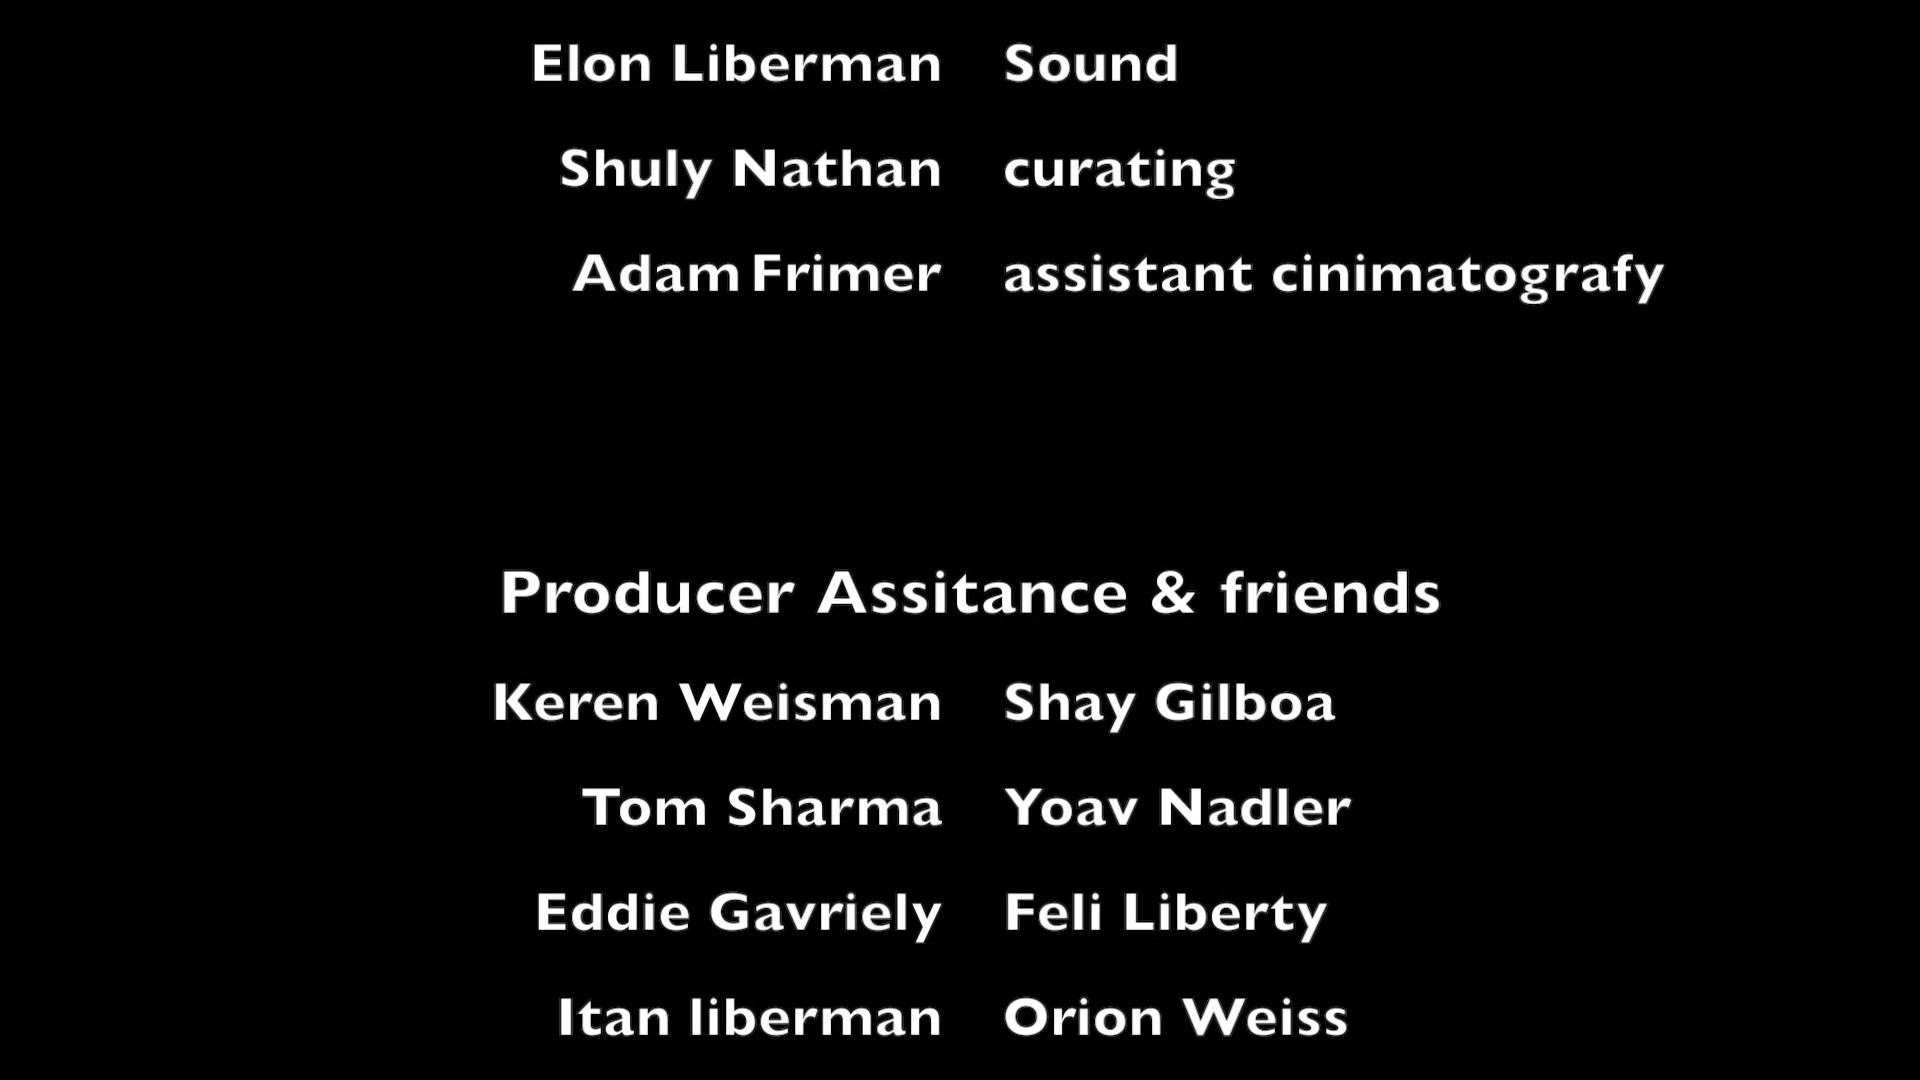 Elon Liberman Sound
Shuly Nathan curating
Adam Frimer assistant cinimatografy
Producer Assitance & friends
Keren Weisman Shay Gilboa
Tom Sharma Yoav Nadler
Eddie Gavriely Feli Liberty
Itan liberman Orion Weiss